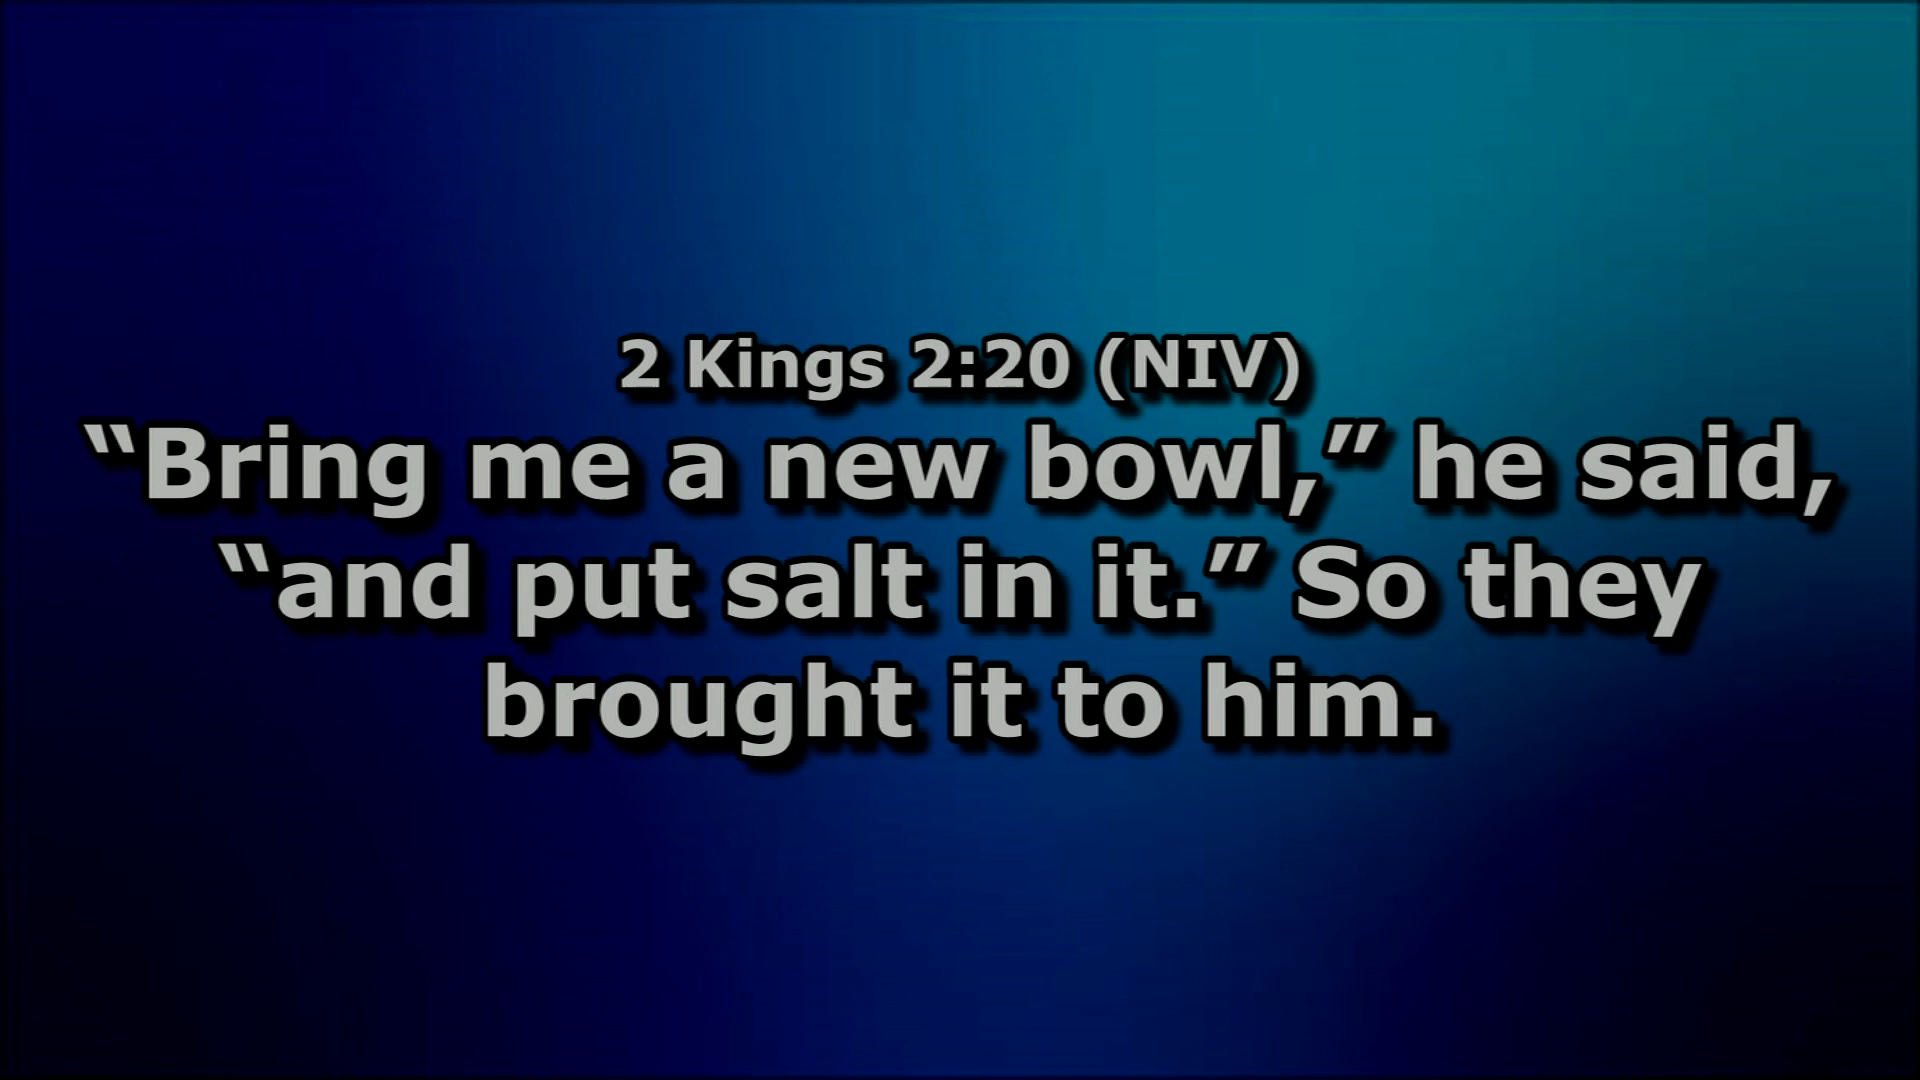 2 Kings 2:20 (NIV)
“Bring me a new bowl,” he said,
“and put salt in it.” So they
brought it to him.